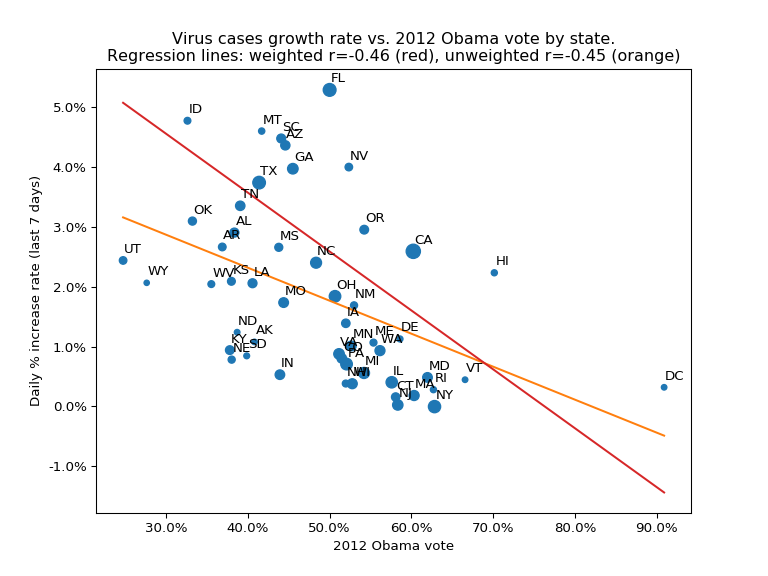 Virus cases growth rate vs. 2012 Obama vote by state.
Regression lines: weighted r=-0.46 (red), unweighted r=-0.45 (orange)
Daily % increase rate (last 7 days)
5.0%
4.0%
3.0%
2.0%
1.0%
0.0%
-1.0%
FL
ID
MT
SC
AZ
GA
NV
TX
TN
OK
AL
OR
AR
MS
CA
UT
NC
HI
WY
WV
KS
LA
MO
OH
NM
IA
ND
AK
DE
ME
MN
WA
KY
NE
SD
VA
PA
IN
MI
NH
WI
IL
MD
RI
VT
DC
CT
MA
NJ
NY
30.0%
40.0%
50.0%
60.0%
70.0%
80.0%
90.0%
2012 Obama vote